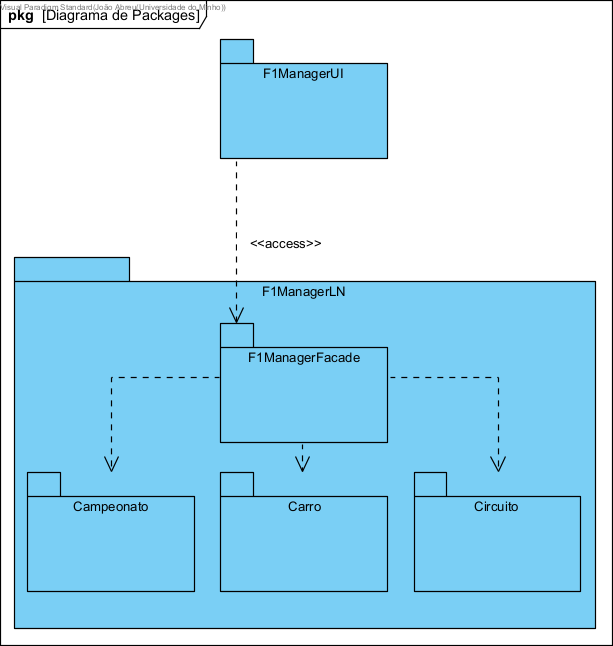 Visual Paradigm Standard(João Abreu(Universidade do Minho))
pkg [Diagrama de Packages]
F1ManagerUI
<<access>>
F1ManagerLN
F1ManagerFacade
Campeonato
Carro
Circuito